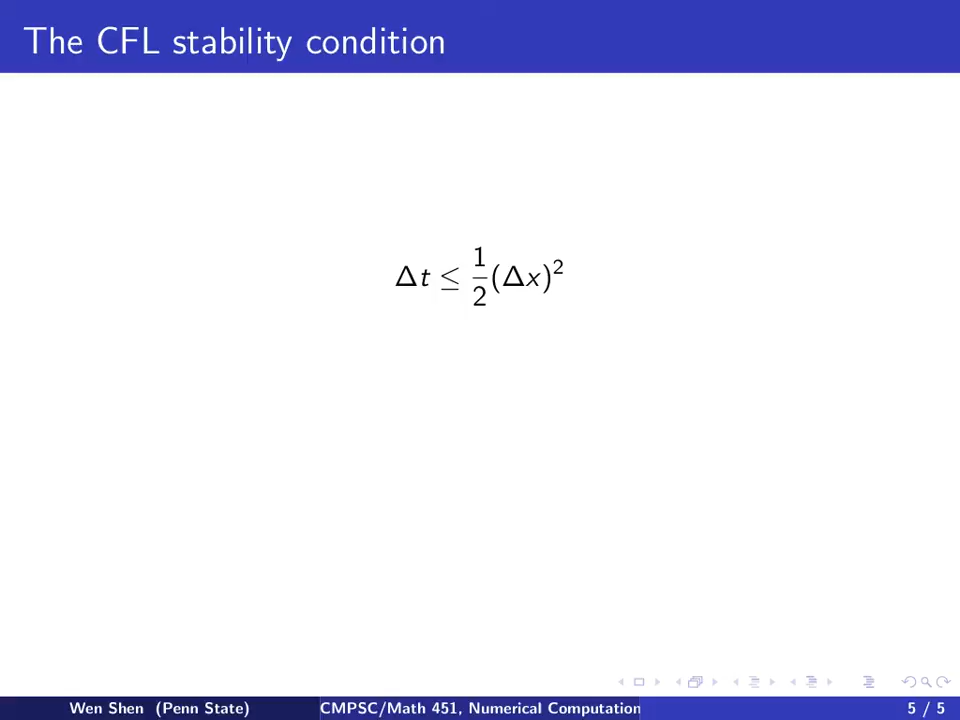 The CFL stability condition
Δt ≤ 1/2 (Δx)²
Wen Shen (Penn State)
CMPSC/Math 451, Numerical Computation
5 / 5